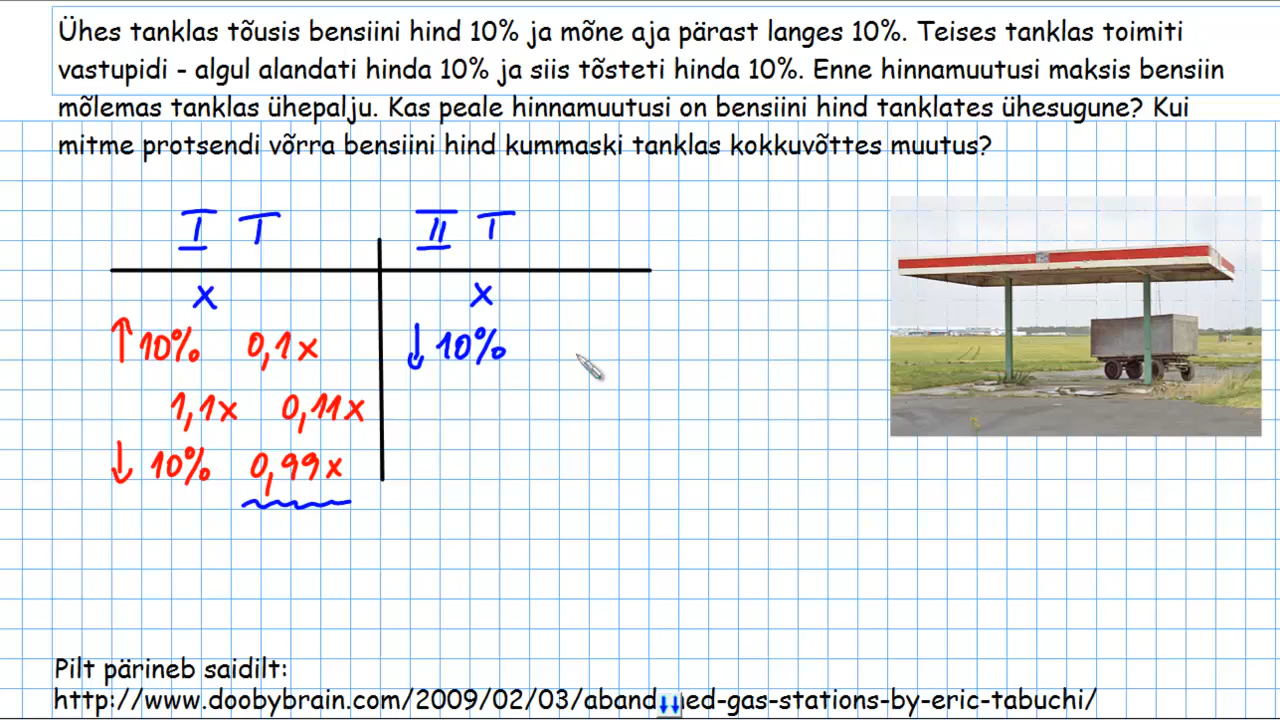 Ühes tanklas tõusis bensiini hind 10% ja mõne aja pärast langes 10%. Teises tanklas toimiti
vastupidi - algul alandati hinda 10% ja siis tõsteti hinda 10%. Enne hinnamuutusi maksis bensiin
mõlemas tanklas ühepalju. Kas peale hinnamuutusi on bensiini hind tanklates ühesugune? Kui
mitme protsendi võrra bensiini hind kummaski tanklas kokkuvõttes muutus?
I T II T
x x
↑ 10% 0,1x ↓ 10%
1,1x 0,11x
↓ 10% 0,99x
Pilt pärineb saidilt:
http://www.doobybrain.com/2009/02/03/aband ned-gas-stations-by-eric-tabuchi/